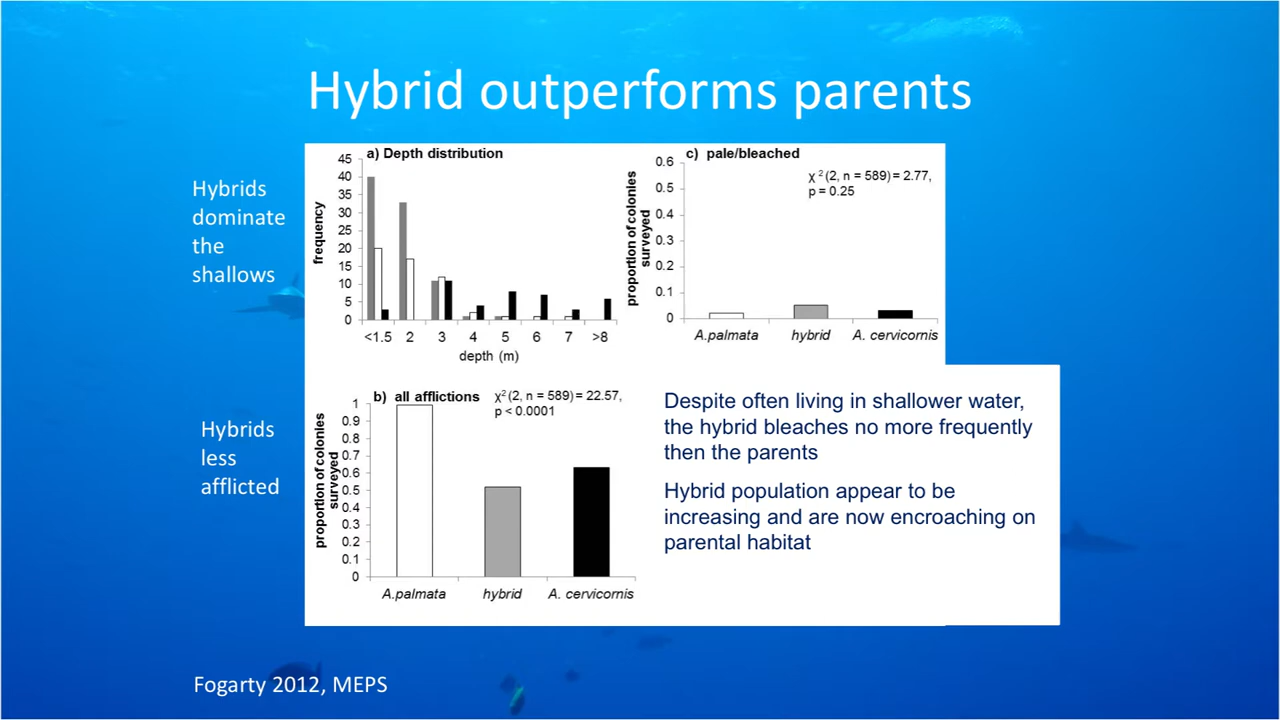 Hybrid outperforms parents
Hybrids
dominate
the
shallows
a) Depth distribution
frequency
45
40
35
30
25
20
15
10
5
0
<1.5 2 3 4 5 6 7 >8
depth (m)
c) pale/bleached
χ ² (2, n = 589) = 2.77,
p = 0.25
proportion of colonies
surveyed
0.6
0.5
0.4
0.3
0.2
0.1
0
A.palmata hybrid A. cervicornis
Hybrids
less
afflicted
b) all afflictions
χ² (2, n = 589) = 22.57,
p < 0.0001
proportion of colonies
surveyed
1
0.9
0.8
0.7
0.6
0.5
0.4
0.3
0.2
0.1
0
A.palmata hybrid A. cervicornis
Despite often living in shallower water,
the hybrid bleaches no more frequently
then the parents
Hybrid population appear to be
increasing and are now encroaching on
parental habitat
Fogarty 2012, MEPS